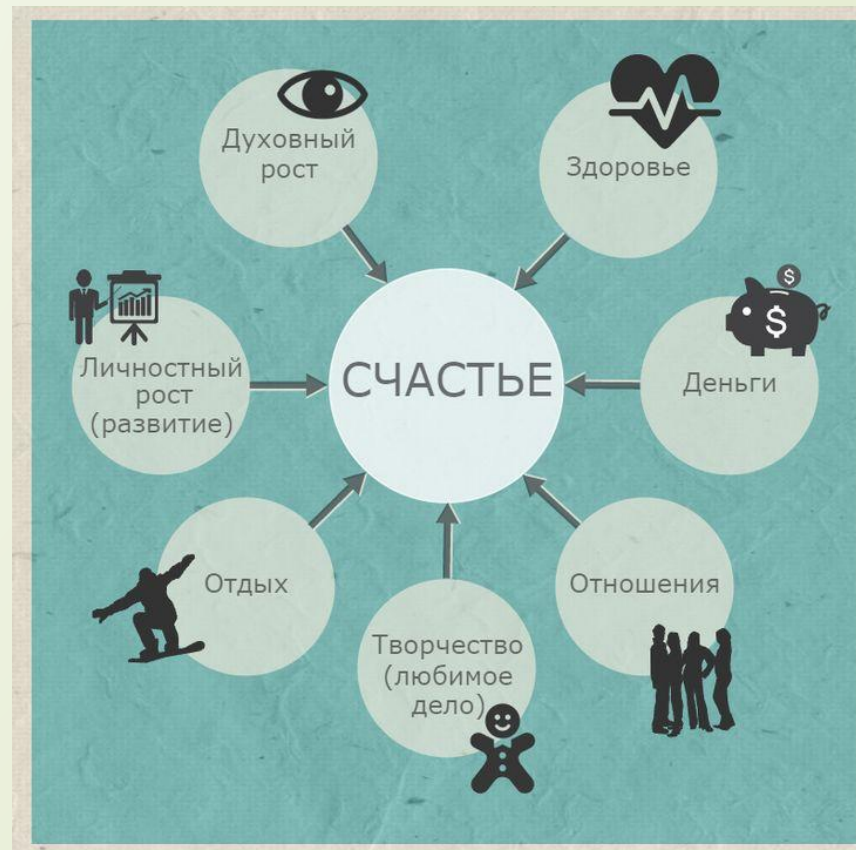 Духовный
рост
Здоровье
$
$
Личностный
рост
(развитие)
СЧАСТЬЕ
Деньги
Отдых
Творчество
(любимое
дело)
Отношения